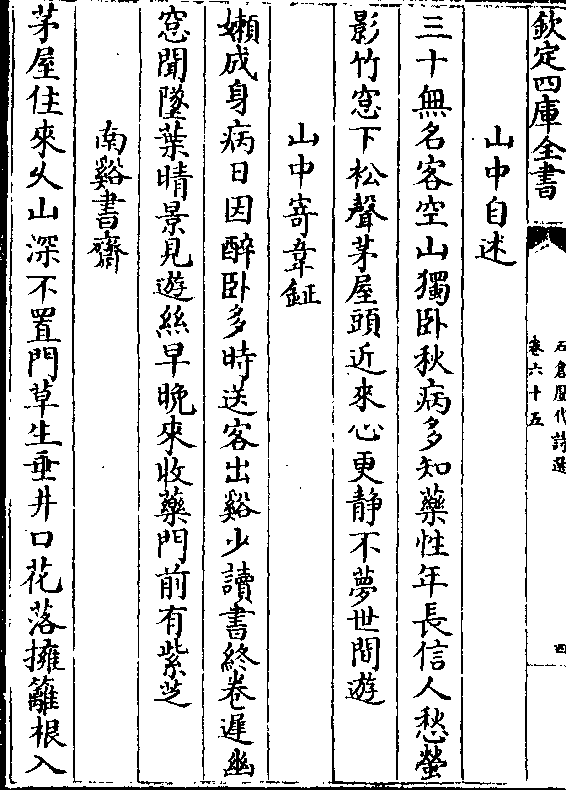 欽定四庫全書
石倉歷代詩選
卷六十五
四
山中自述
三十無名客空山獨卧秋病多知藥性年長信人愁螢
影竹窓下松聲茅屋頭近來心更静不夢世間遊
山中寄韋鉦
嬾成身病日因醉卧多時送客出谿少讀書終卷遲幽
窓聞墜葉晴景見遊絲早晚來收藥門前有紫芝
南谿書齋
茅屋住來久山深不置門草生垂井口花落擁籬根入